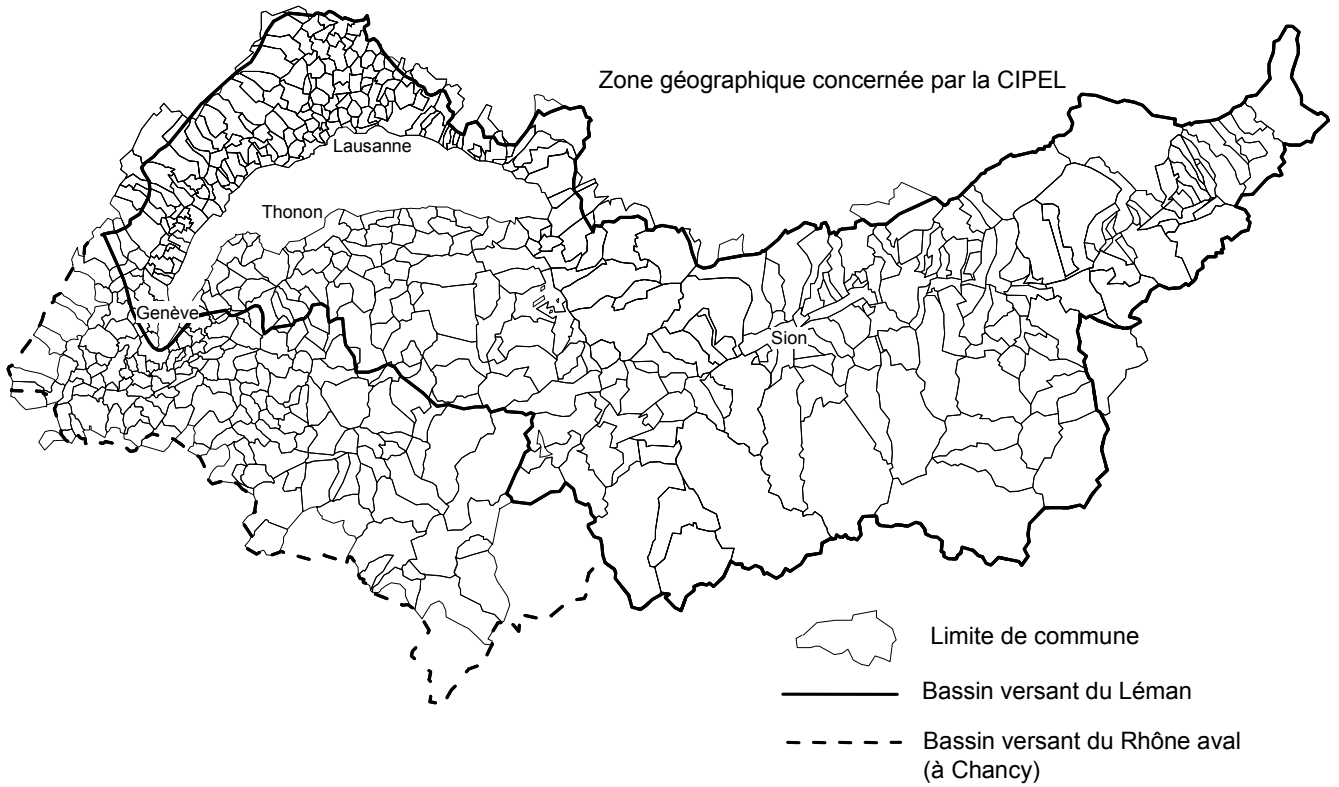 Zone géographique concernée par la CIPEL
Lausanne
Thonon
Genève
Sion
Limite de commune
Bassin versant du Léman
Bassin versant du Rhône aval
(à Chancy)